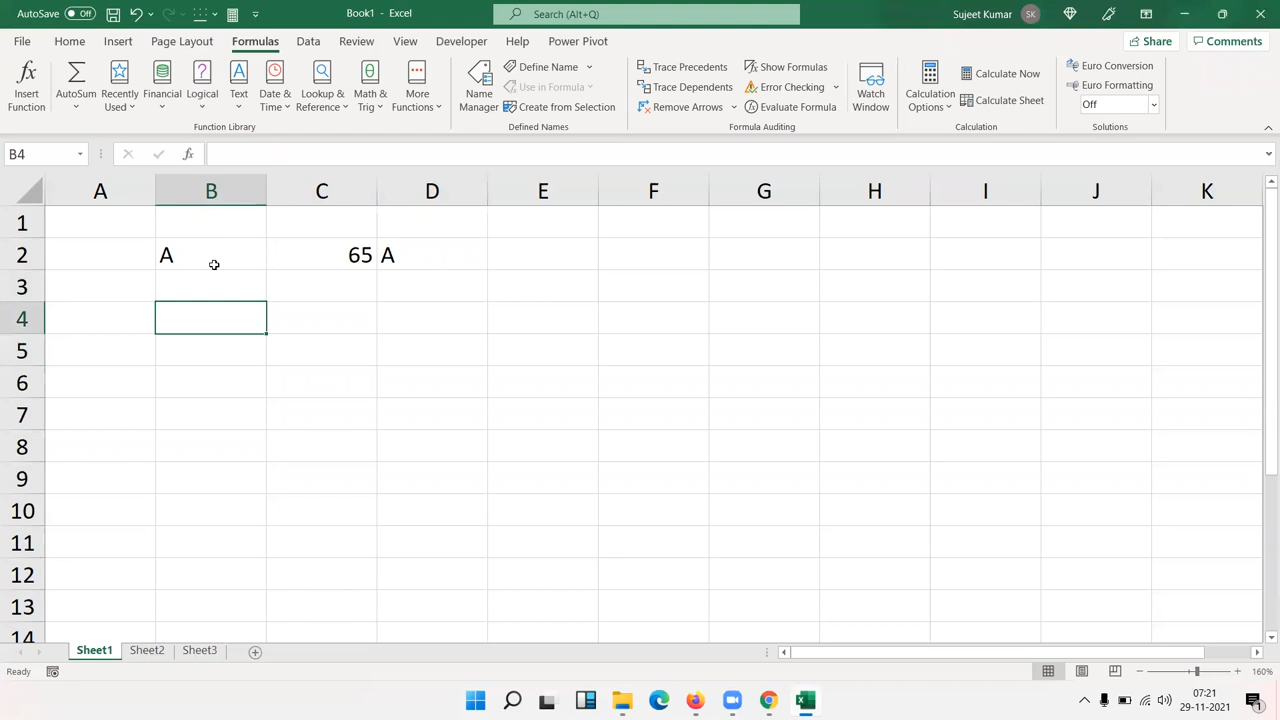 AutoSave Off Book1 - Excel Search (Alt+Q) Sujeet Kumar SK
File Home Insert Page Layout Formulas Data Review View Developer Help Power Pivot Share Comments
Insert Function AutoSum Recently Used Financial Logical Text Date & Time Lookup & Reference Math & Trig More Functions
Function Library
Name Manager Define Name Use in Formula Create from Selection
Defined Names
Trace Precedents Trace Dependents Remove Arrows Show Formulas Error Checking Evaluate Formula Watch Window
Formula Auditing
Calculation Options Calculate Now Calculate Sheet
Calculation
Euro Conversion Euro Formatting Off
Solutions
B4 fx
A B C D E F G H I J K
1
2 A 65 A
3
4
5
6
7
8
9
10
11
12
13
14
Sheet1 Sheet2 Sheet3
Ready 160%
07:21
29-11-2021
1